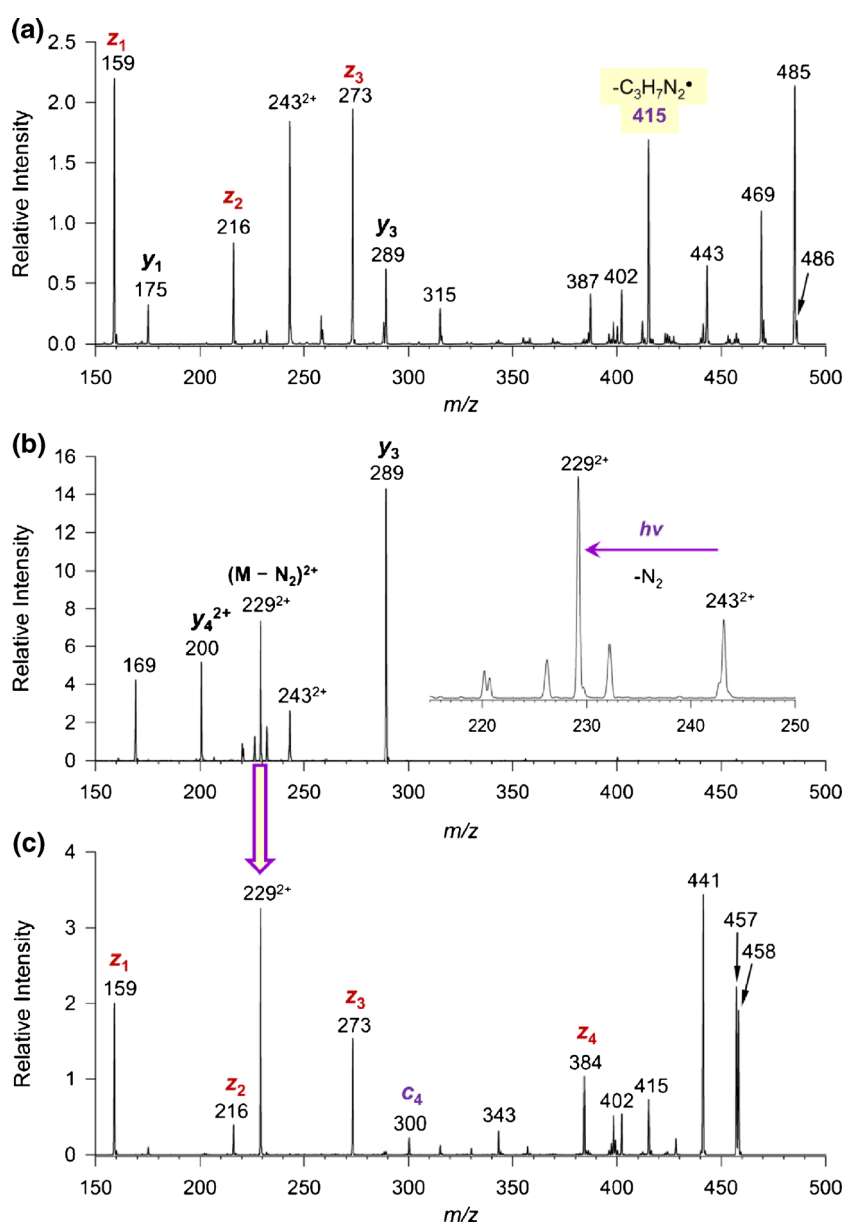 (a)
Relative Intensity
2.5
2.0
1.5
1.0
0.5
0.0
z₁
159
y₁
175
z₂
216
243²⁺
z₃
273
y₃
289
315
387
402
-C₃H₇N₂•
415
443
469
485
486
150 200 250 300 350 400 450 500
m/z
(b)
Relative Intensity
16
14
12
10
8
6
4
2
0
169
y₄²⁺
200
(M − N₂)²⁺
229²⁺
243²⁺
y₃
289
229²⁺
hν
-N₂
243²⁺
220 230 240 250
150 200 250 300 350 400 450 500
m/z
(c)
Relative Intensity
4
3
2
1
0
z₁
159
z₂
216
229²⁺
z₃
273
c₄
300
343
z₄
384
402
415
441
457
458
150 200 250 300 350 400 450 500
m/z